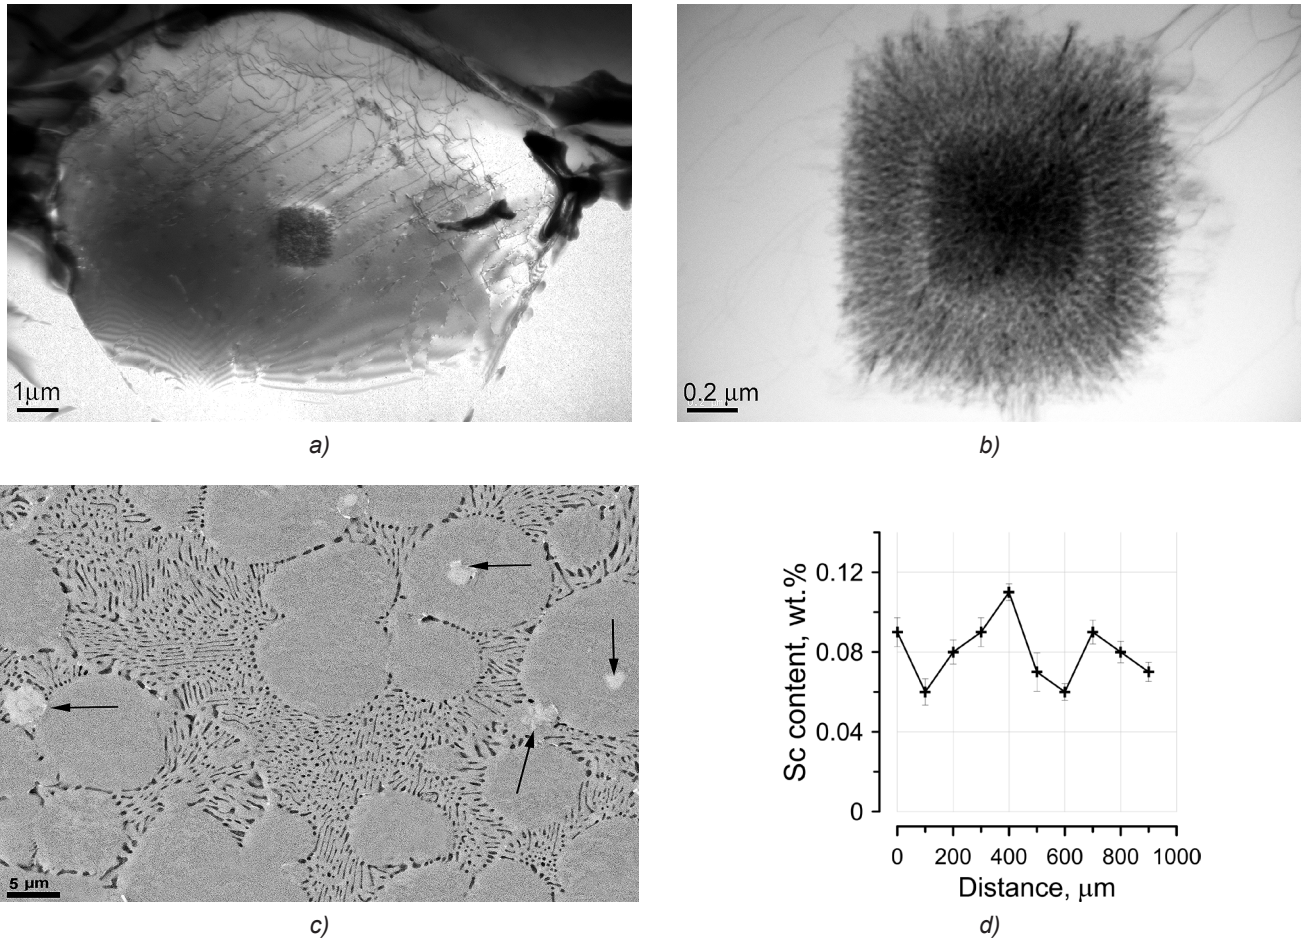 1μm
0.2 μm
a)
b)
5 μm
c)
Sc content, wt.%
0.12
0.08
0.04
0
0 200 400 600 800 1000
Distance, μm
d)